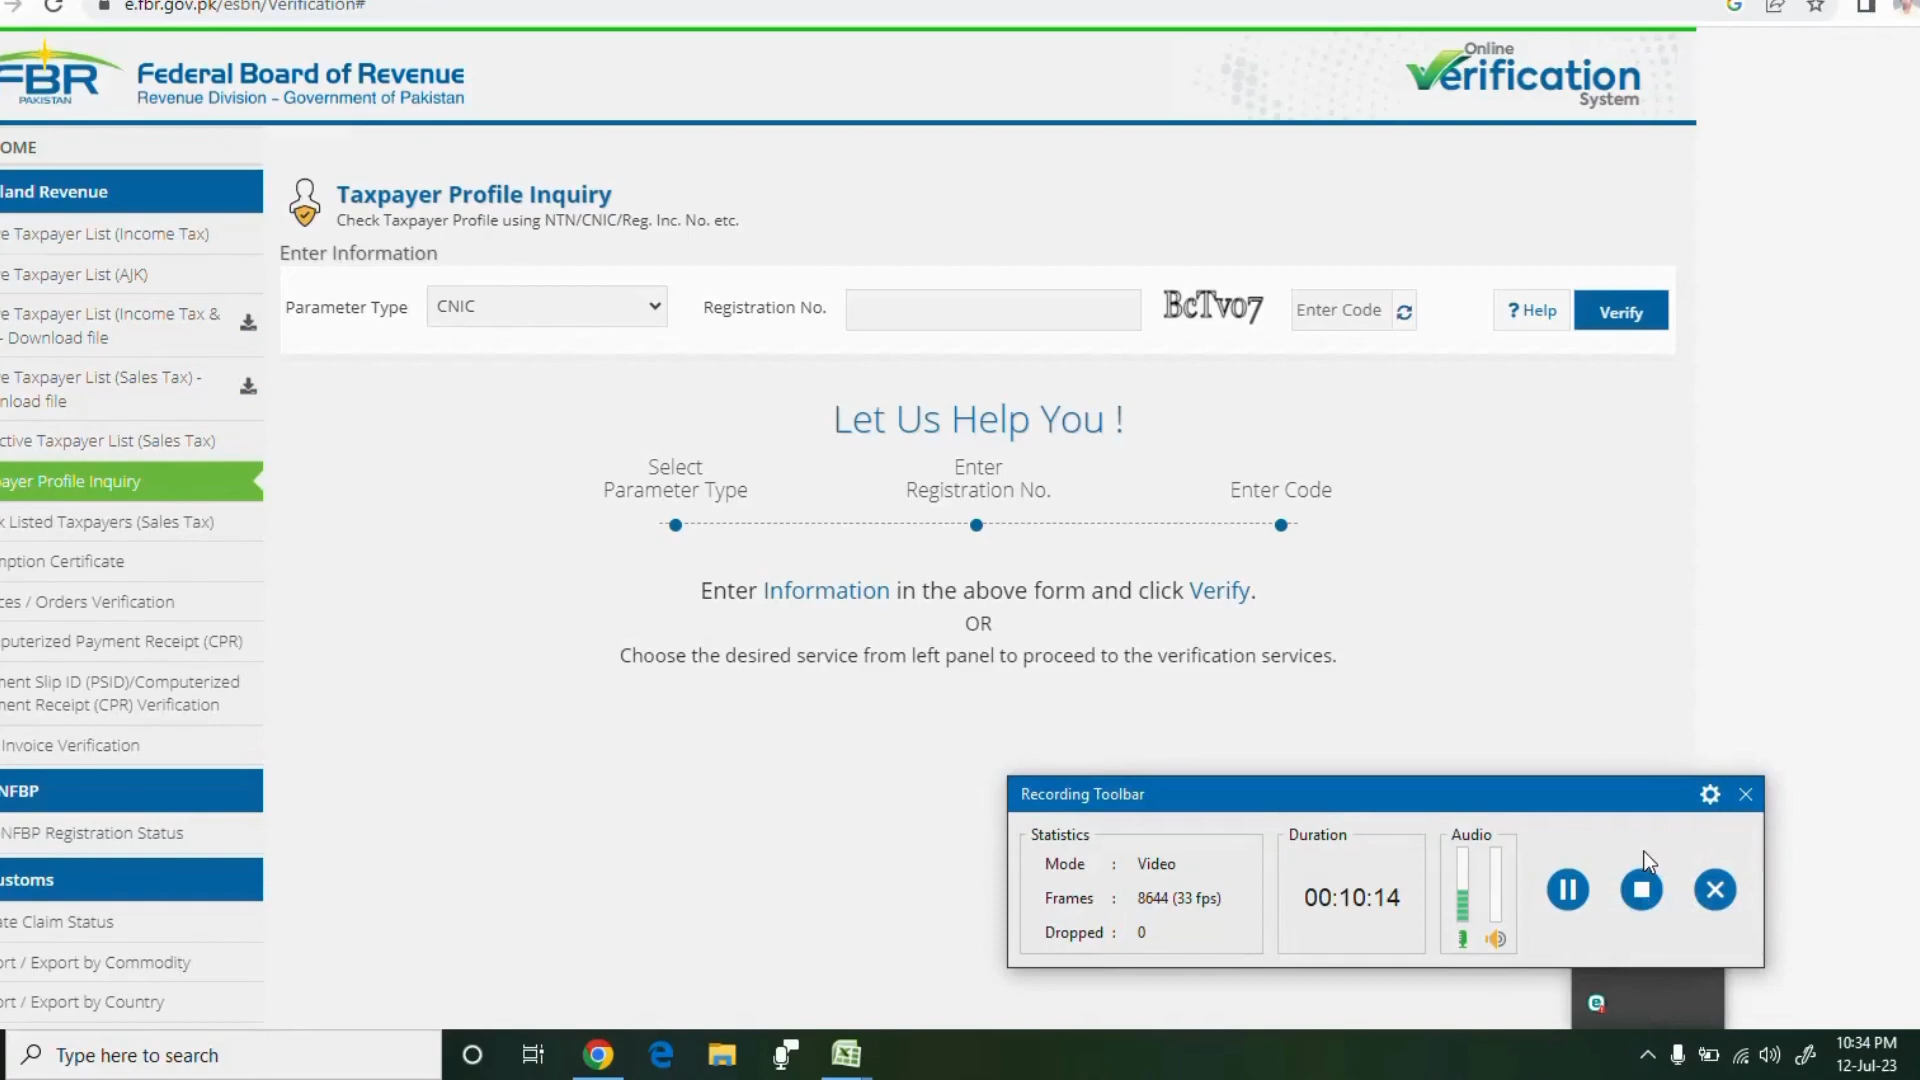 e.fbr.gov.pk/esbn/Verification#
FBR
PAKISTAN
Federal Board of Revenue
Revenue Division – Government of Pakistan
Online
Verification
System
OME
land Revenue
e Taxpayer List (Income Tax)
e Taxpayer List (AJK)
e Taxpayer List (Income Tax &
- Download file
e Taxpayer List (Sales Tax) -
nload file
ctive Taxpayer List (Sales Tax)
ayer Profile Inquiry
k Listed Taxpayers (Sales Tax)
mption Certificate
ces / Orders Verification
puterized Payment Receipt (CPR)
ment Slip ID (PSID)/Computerized
ment Receipt (CPR) Verification
Invoice Verification
NFBP
NFBP Registration Status
ustoms
ate Claim Status
ort / Export by Commodity
ort / Export by Country
Taxpayer Profile Inquiry
Check Taxpayer Profile using NTN/CNIC/Reg. Inc. No. etc.
Enter Information
Parameter Type CNIC Registration No. BcTv07 Enter Code ? Help Verify
Let Us Help You !
Select
Parameter Type
Enter
Registration No.
Enter Code
Enter Information in the above form and click Verify.
OR
Choose the desired service from left panel to proceed to the verification services.
Recording Toolbar
Statistics
Mode : Video
Frames : 8644 (33 fps)
Dropped : 0
Duration
00:10:14
Audio
Type here to search
10:34 PM
12-Jul-23